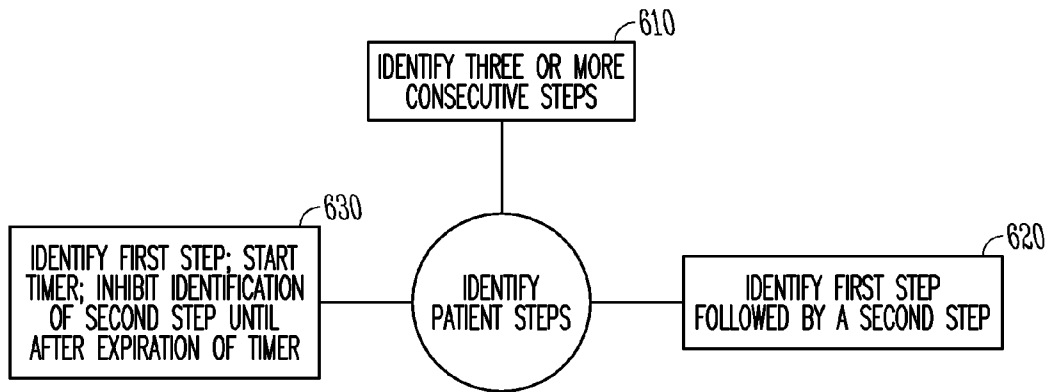 610
IDENTIFY THREE OR MORE
CONSECUTIVE STEPS
630
IDENTIFY FIRST STEP; START
TIMER; INHIBIT IDENTIFICATION
OF SECOND STEP UNTIL
AFTER EXPIRATION OF TIMER
IDENTIFY
PATIENT STEPS
620
IDENTIFY FIRST STEP
FOLLOWED BY A SECOND STEP